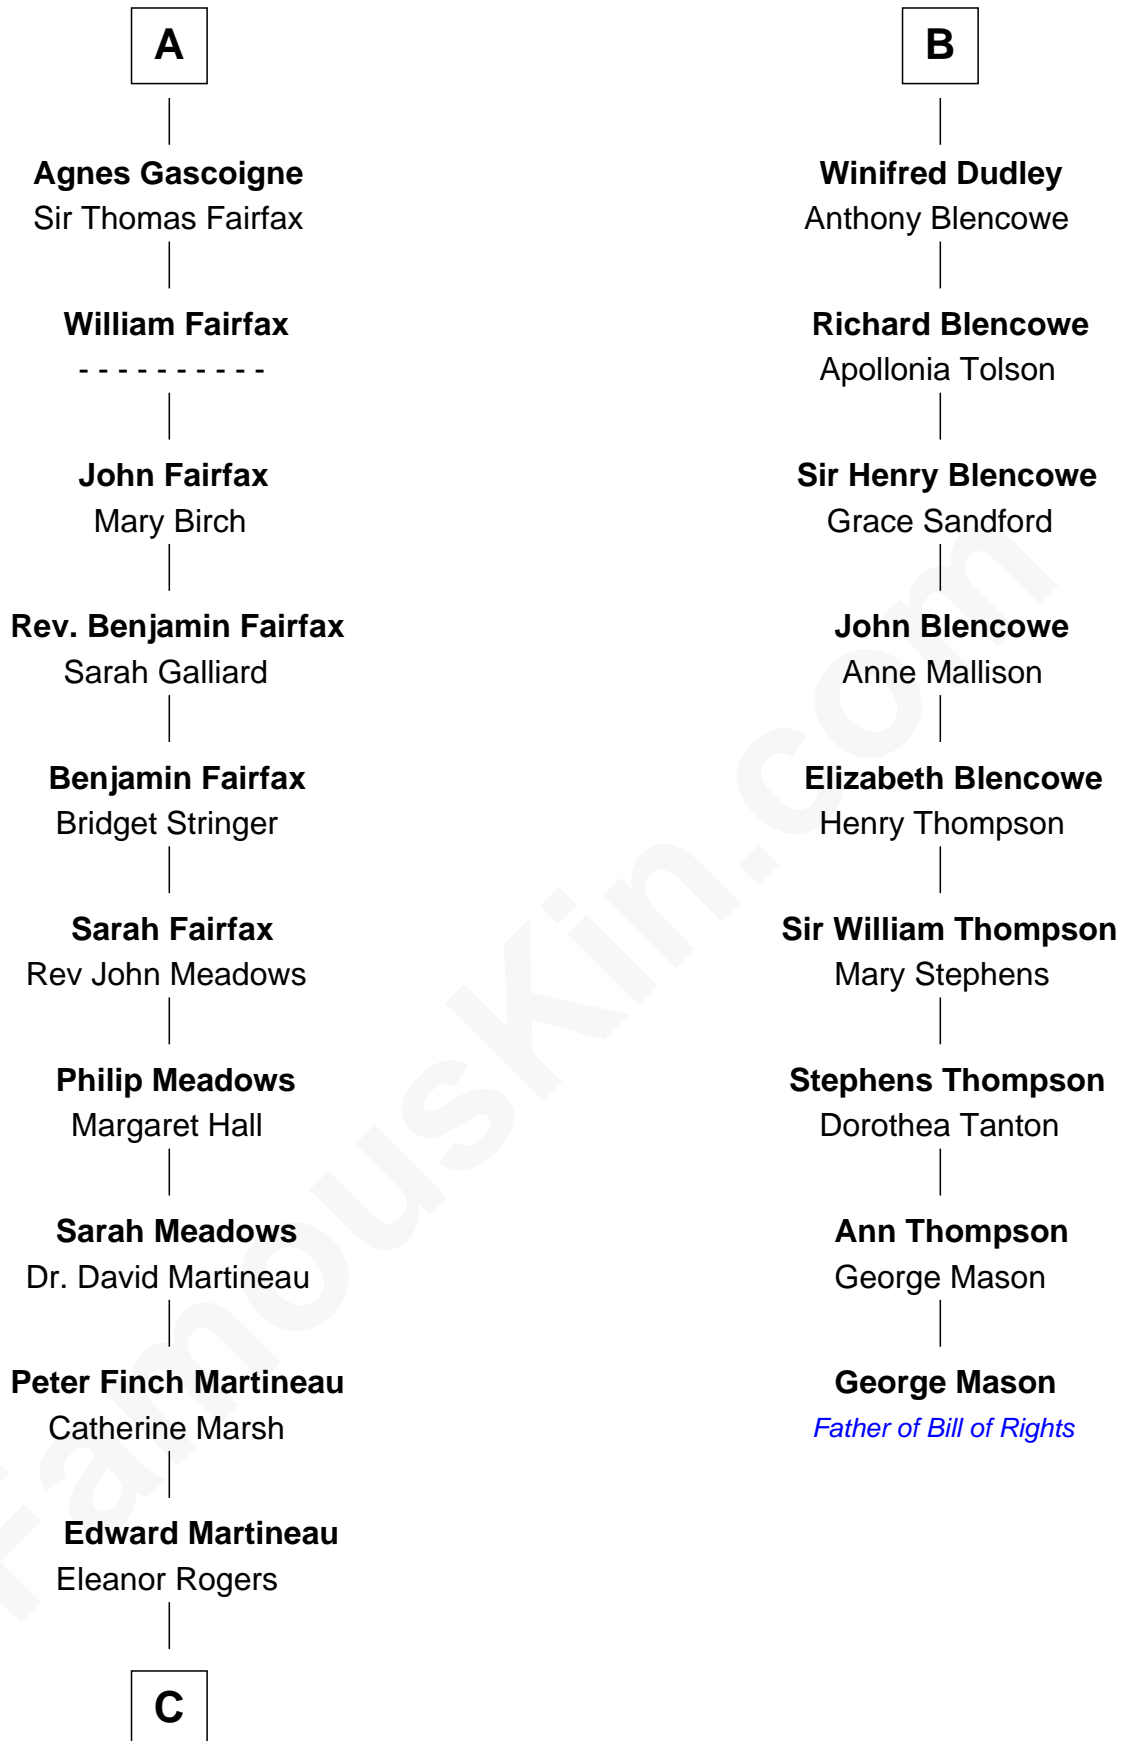 A
Agnes Gascoigne
Sir Thomas Fairfax
William Fairfax
- - - - - - - - - -
John Fairfax
Mary Birch
Rev. Benjamin Fairfax
Sarah Galliard
Benjamin Fairfax
Bridget Stringer
Sarah Fairfax
Rev John Meadows
Philip Meadows
Margaret Hall
Sarah Meadows
Dr. David Martineau
Peter Finch Martineau
Catherine Marsh
Edward Martineau
Eleanor Rogers
C
B
Winifred Dudley
Anthony Blencowe
Richard Blencowe
Apollonia Tolson
Sir Henry Blencowe
Grace Sandford
John Blencowe
Anne Mallison
Elizabeth Blencowe
Henry Thompson
Sir William Thompson
Mary Stephens
Stephens Thompson
Dorothea Tanton
Ann Thompson
George Mason
George Mason
Father of Bill of Rights
FamousKin.com